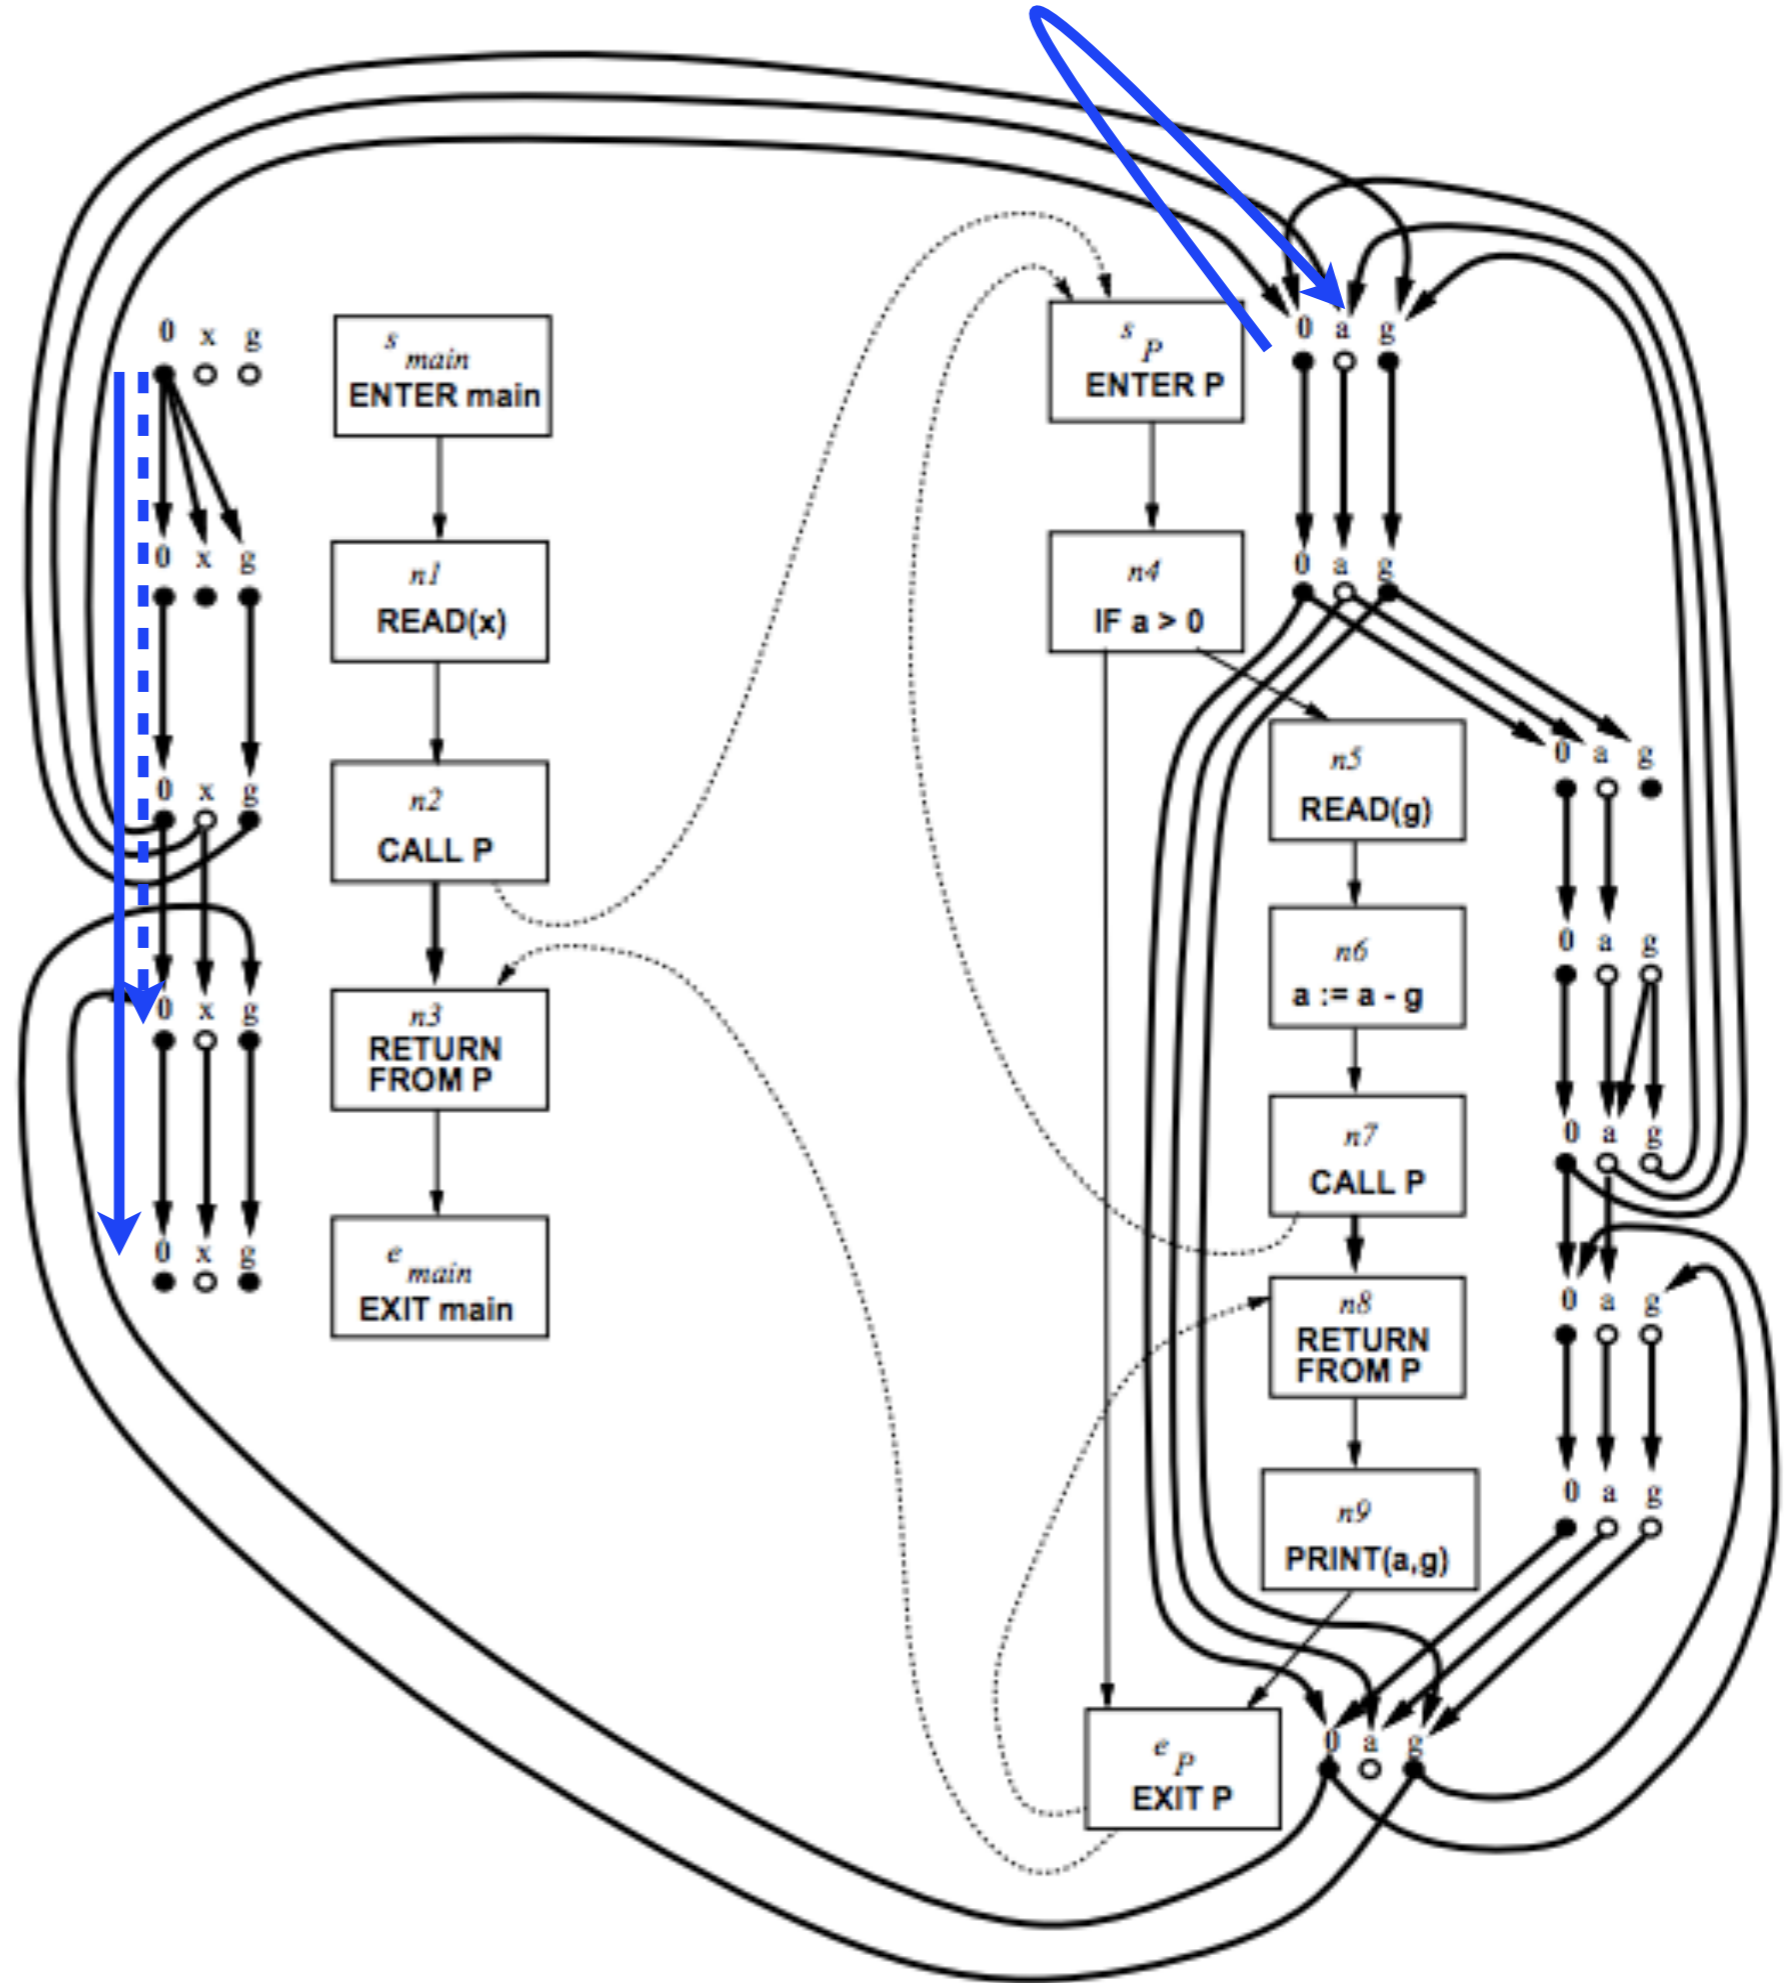 0 x g
s main
ENTER main
0 x g
n1
READ(x)
0 x g
n2
CALL P
0 x g
n3
RETURN
FROM P
0 x g
e main
EXIT main
s P
ENTER P
0 a g
n4
IF a > 0
0 a g
n5
READ(g)
0 a g
n6
a := a - g
0 a g
n7
CALL P
0 a g
n8
RETURN
FROM P
0 a g
n9
PRINT(a,g)
0 a g
e P
EXIT P
0 a g